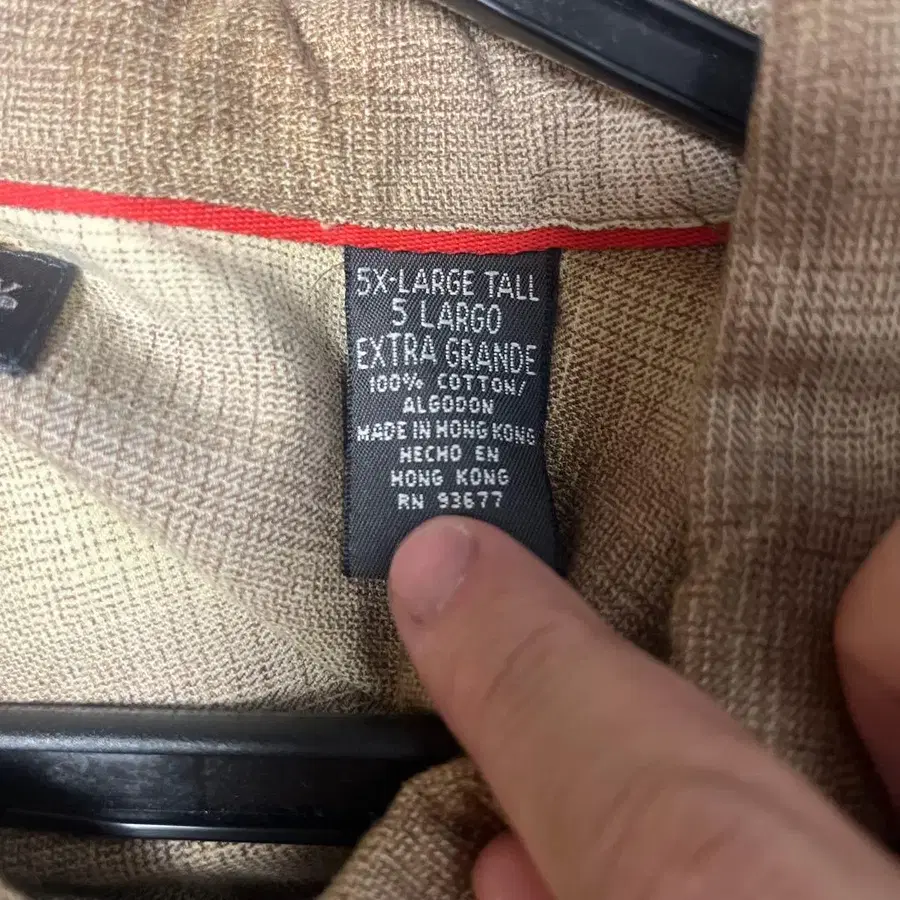 5X-LARGE TALL
5 LARGO
EXTRA GRANDE
100% COTTON/
ALGODON
MADE IN HONG KONG
HECHO EN
HONG KONG
RN 93677